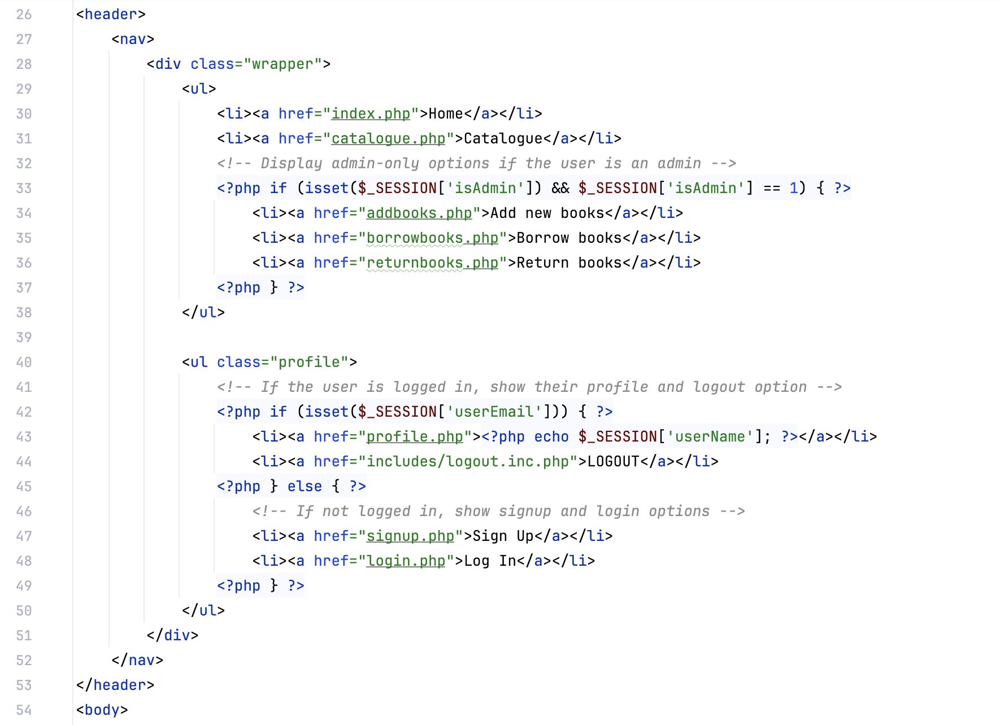 26 <header>
27 <nav>
28 <div class="wrapper">
29 <ul>
30 <li><a href="index.php">Home</a></li>
31 <li><a href="catalogue.php">Catalogue</a></li>
32 <!-- Display admin-only options if the user is an admin -->
33 <?php if (isset($_SESSION['isAdmin']) && $_SESSION['isAdmin'] == 1) { ?>
34 <li><a href="addbooks.php">Add new books</a></li>
35 <li><a href="borrowbooks.php">Borrow books</a></li>
36 <li><a href="returnbooks.php">Return books</a></li>
37 <?php } ?>
38 </ul>
39
40 <ul class="profile">
41 <!-- If the user is logged in, show their profile and logout option -->
42 <?php if (isset($_SESSION['userEmail'])) { ?>
43 <li><a href="profile.php"><?php echo $_SESSION['userName']; ?></a></li>
44 <li><a href="includes/logout.inc.php">LOGOUT</a></li>
45 <?php } else { ?>
46 <!-- If not logged in, show signup and login options -->
47 <li><a href="signup.php">Sign Up</a></li>
48 <li><a href="login.php">Log In</a></li>
49 <?php } ?>
50 </ul>
51 </div>
52 </nav>
53 </header>
54 <body>